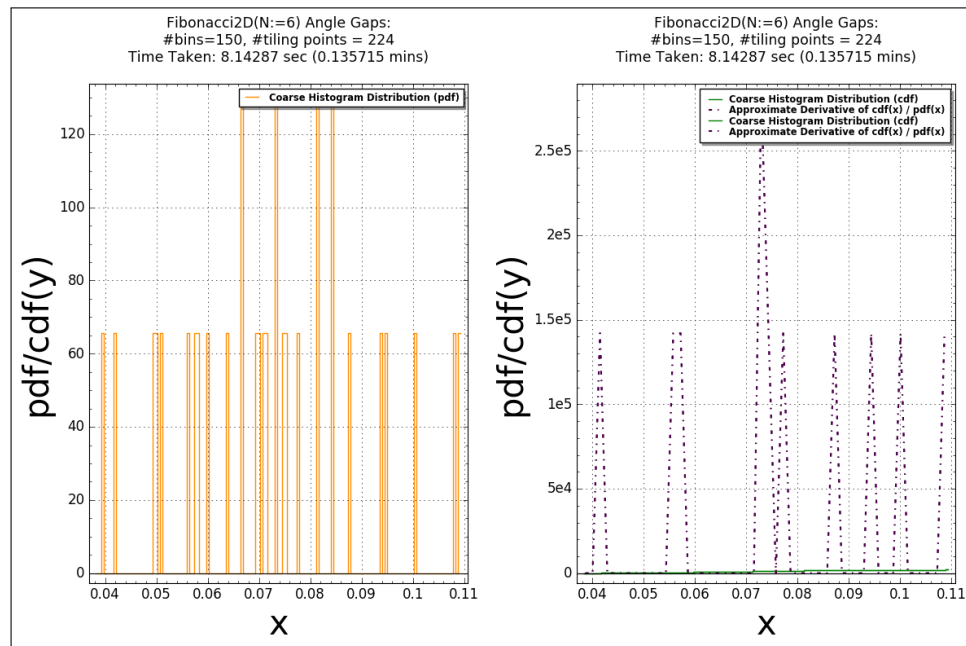 Fibonacci2D(N:=6) Angle Gaps:
#bins=150, #tiling points = 224
Time Taken: 8.14287 sec (0.135715 mins)
Coarse Histogram Distribution (pdf)
pdf/cdf(y)
120
100
80
60
40
20
0
0.04 0.05 0.06 0.07 0.08 0.09 0.1 0.11
x
Fibonacci2D(N:=6) Angle Gaps:
#bins=150, #tiling points = 224
Time Taken: 8.14287 sec (0.135715 mins)
Coarse Histogram Distribution (cdf)
Approximate Derivative of cdf(x) / pdf(x)
Coarse Histogram Distribution (cdf)
Approximate Derivative of cdf(x) / pdf(x)
pdf/cdf(y)
2.5e5
2e5
1.5e5
1e5
5e4
0
0.04 0.05 0.06 0.07 0.08 0.09 0.1 0.11
x